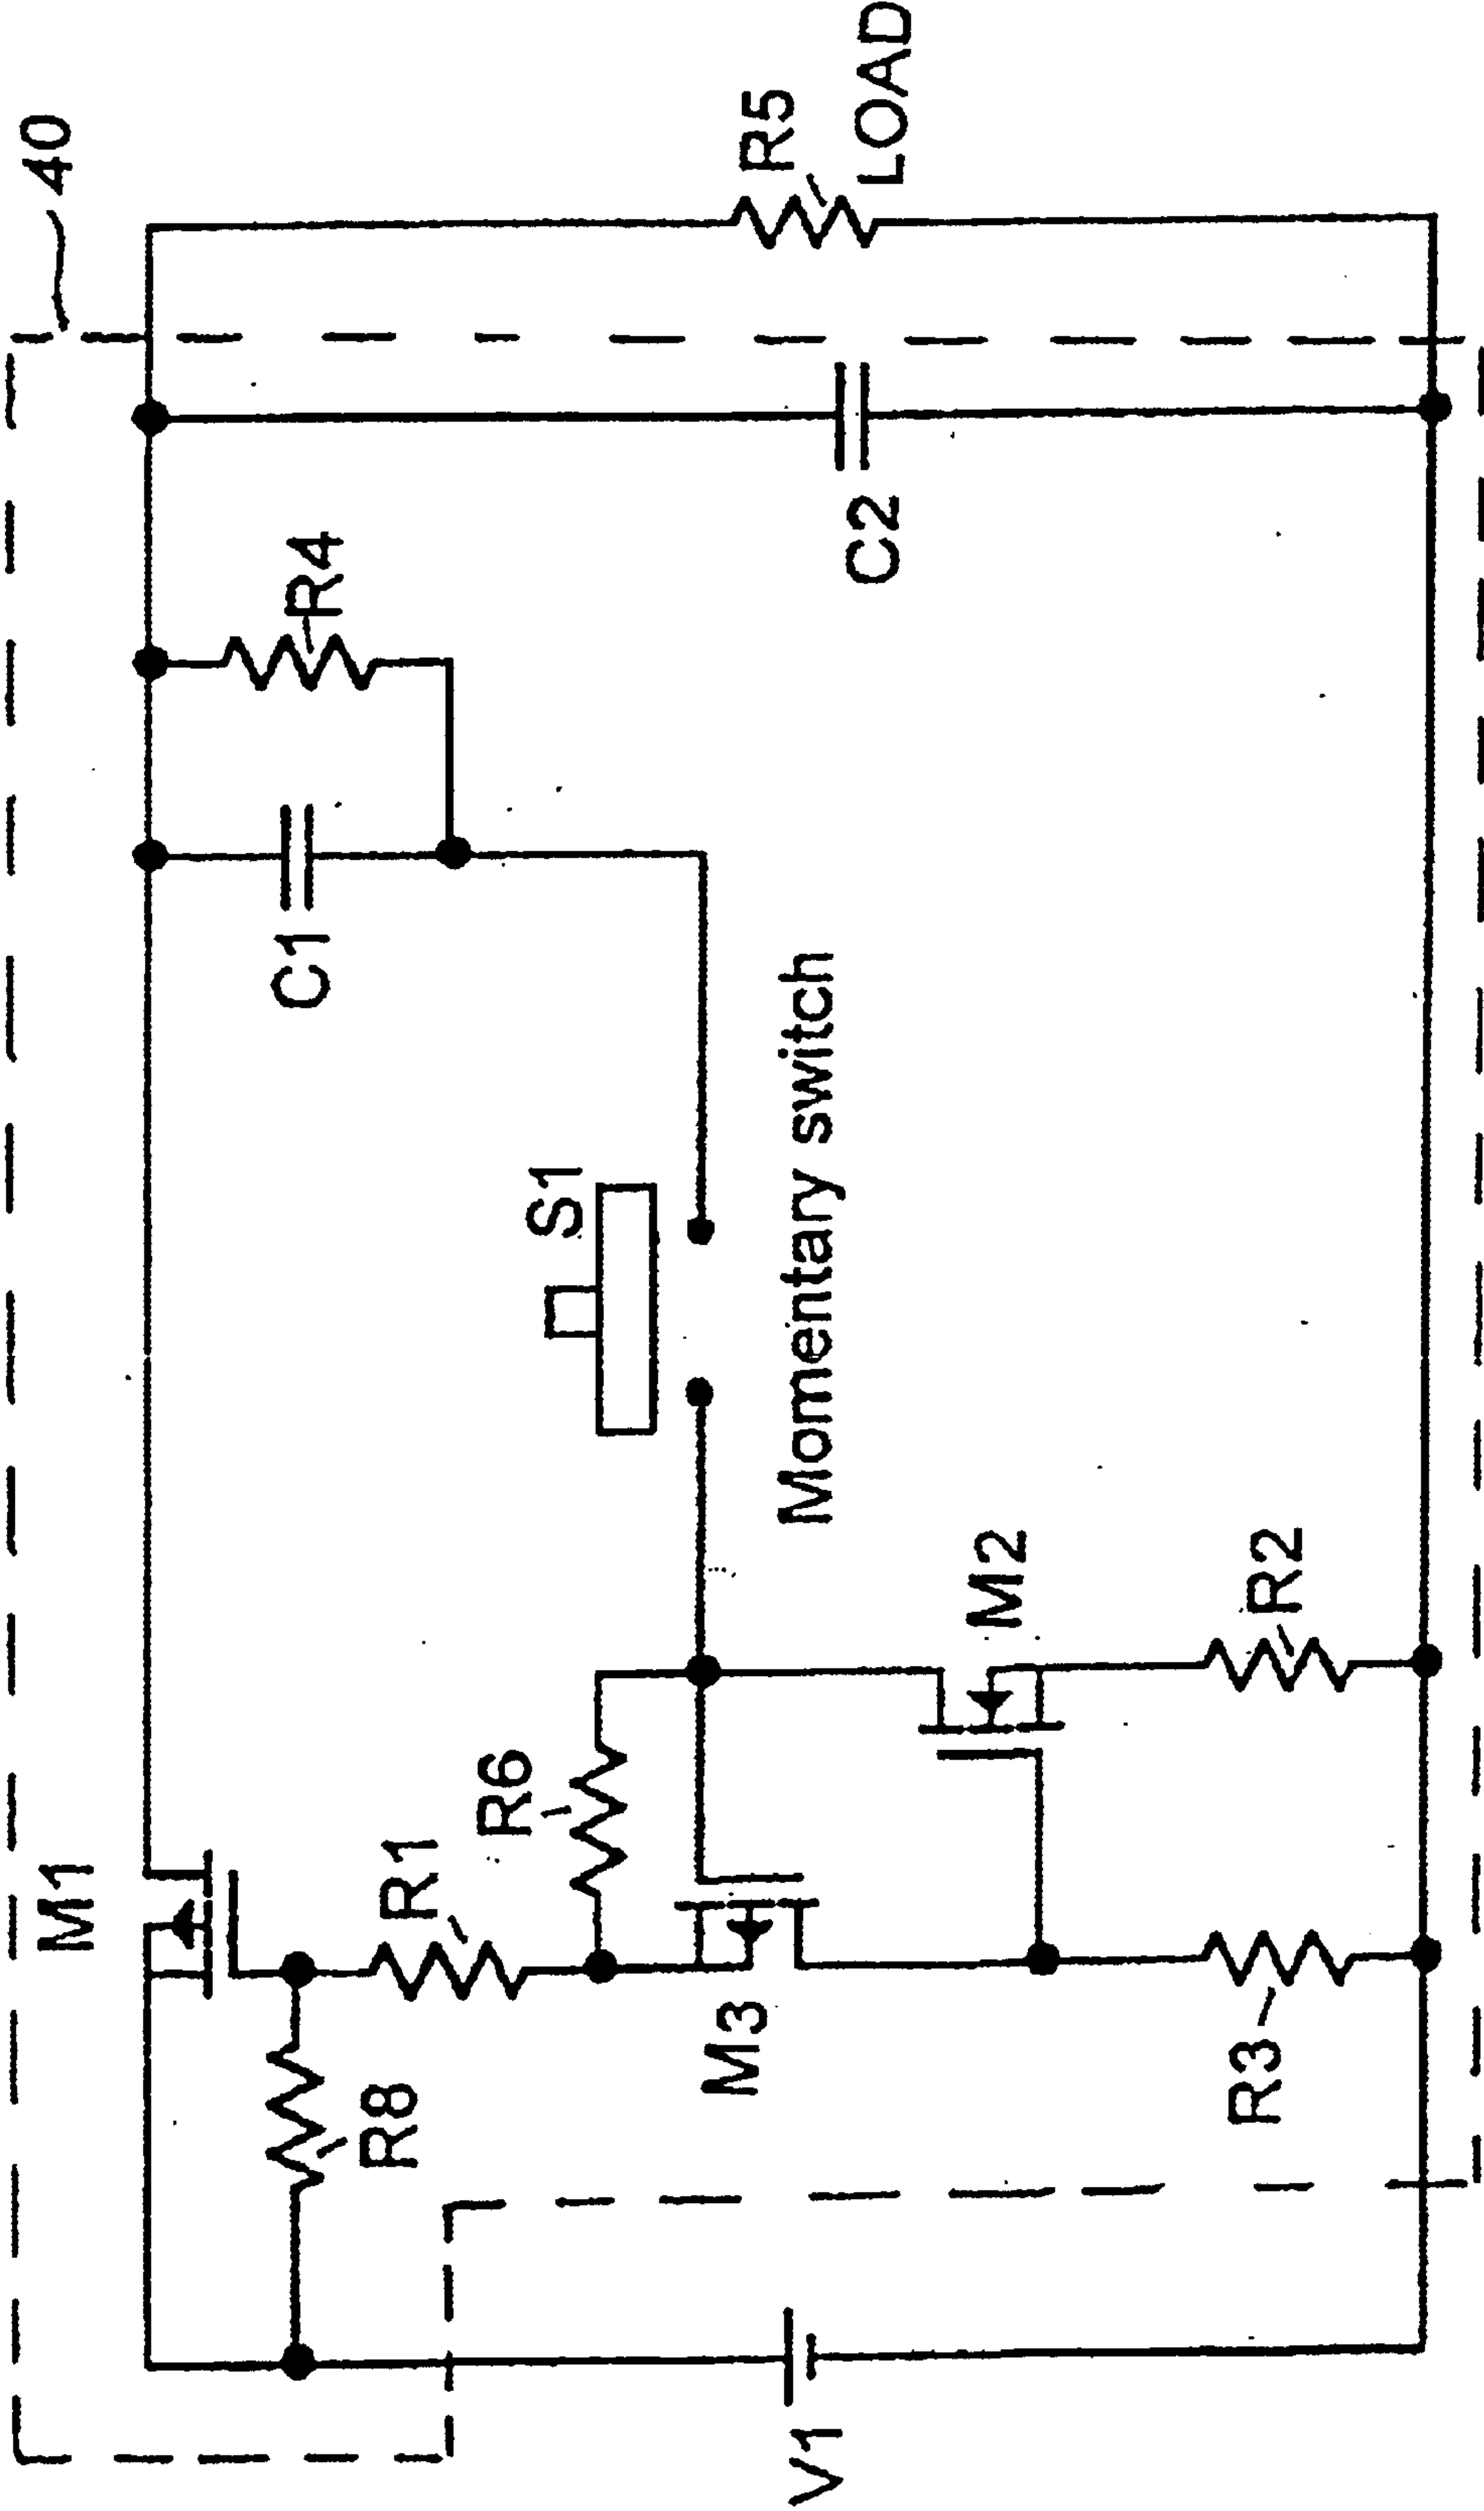 40
M1
R8
R1
R6
C1
R4
S1
Momentary switch
M3
M2
R3
R2
C2
R5
LOAD
V1